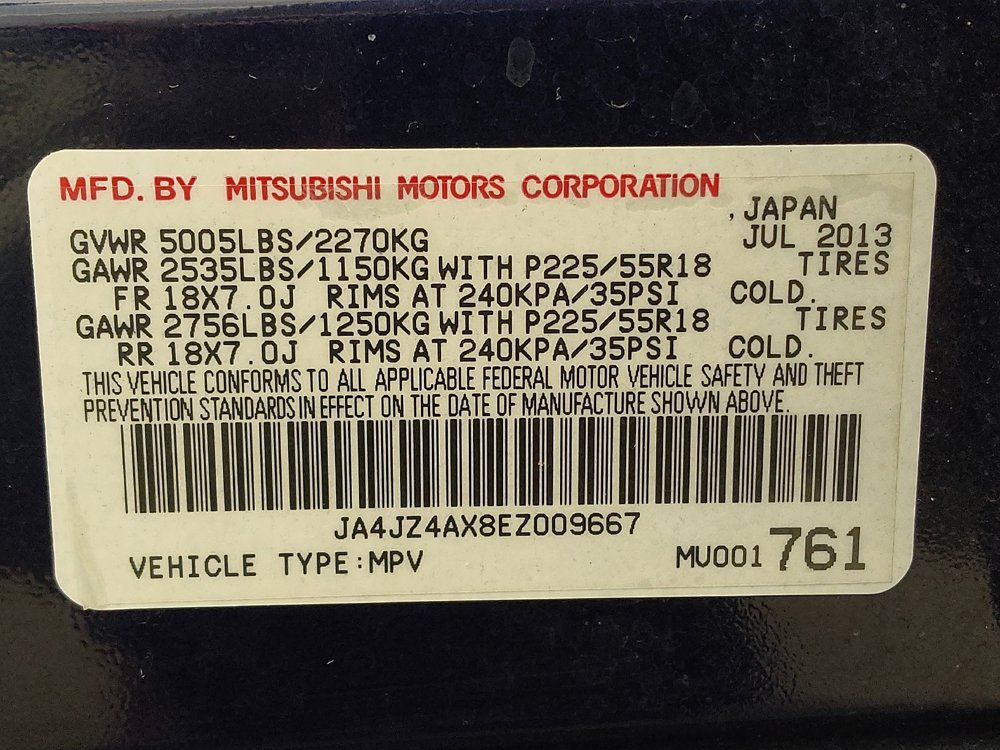 MFD. BY MITSUBISHI MOTORS CORPORATION
, JAPAN
GVWR 5005LBS/2270KG JUL 2013
GAWR 2535LBS/1150KG WITH P225/55R18 TIRES
FR 18X7.0J RIMS AT 240KPA/35PSI COLD.
GAWR 2756LBS/1250KG WITH P225/55R18 TIRES
RR 18X7.0J RIMS AT 240KPA/35PSI COLD.
THIS VEHICLE CONFORMS TO ALL APPLICABLE FEDERAL MOTOR VEHICLE SAFETY AND THEFT
PREVENTION STANDARDS IN EFFECT ON THE DATE OF MANUFACTURE SHOWN ABOVE.
JA4JZ4AX8EZ009667
VEHICLE TYPE:MPV MU001 761